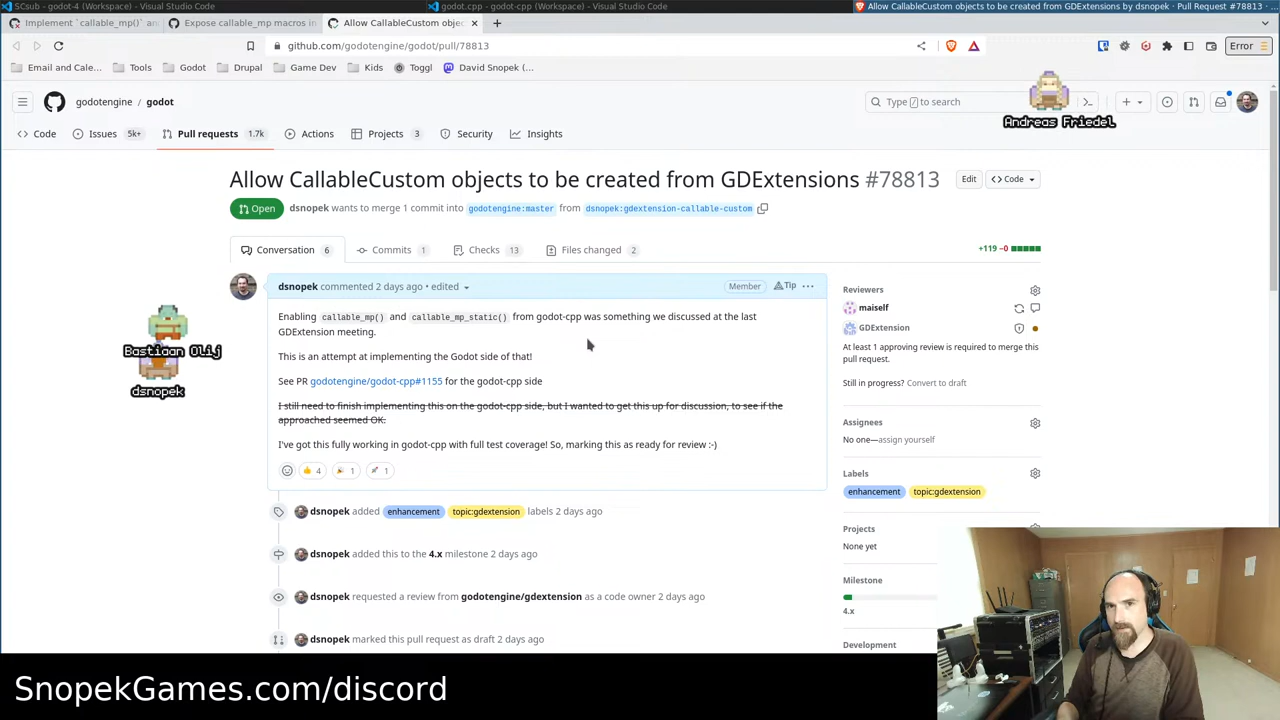 SCsub - godot-4 (Workspace) - Visual Studio Code
godot.cpp - godot-cpp (Workspace) - Visual Studio Code
Allow CallableCustom objects to be created from GDExtensions by dsnopek · Pull Request #78813 · ...
Implement `callable_mp()` an
Expose callable_mp macros in
Allow CallableCustom objec
github.com/godotengine/godot/pull/78813
Error
Email and Cale...
Tools
Godot
Drupal
Game Dev
Kids
Toggl
David Snopek (...
godotengine / godot
Type / to search
Andreas Friedel
Code
Issues 5k+
Pull requests 1.7k
Actions
Projects 3
Security
Insights
Allow CallableCustom objects to be created from GDExtensions #78813
Edit
Code
Open
dsnopek wants to merge 1 commit into godotengine:master from dsnopek:gdextension-callable-custom
Conversation 6
Commits 1
Checks 13
Files changed 2
+119 −0
dsnopek commented 2 days ago • edited
Member
Tip
Enabling callable_mp() and callable_mp_static() from godot-cpp was something we discussed at the last
GDExtension meeting.
This is an attempt at implementing the Godot side of that!
See PR godotengine/godot-cpp#1155 for the godot-cpp side
I still need to finish implementing this on the godot-cpp side, but I wanted to get this up for discussion, to see if the
approached seemed OK.
I've got this fully working in godot-cpp with full test coverage! So, marking this as ready for review :-)
4
1
1
Bastiaan Olij
dsnopek
Reviewers
maiself
GDExtension
At least 1 approving review is required to merge this
pull request.
Still in progress? Convert to draft
Assignees
No one—assign yourself
Labels
enhancement
topic:gdextension
Projects
None yet
Milestone
4.x
Development
dsnopek added enhancement topic:gdextension labels 2 days ago
dsnopek added this to the 4.x milestone 2 days ago
dsnopek requested a review from godotengine/gdextension as a code owner 2 days ago
dsnopek marked this pull request as draft 2 days ago
SnopekGames.com/discord